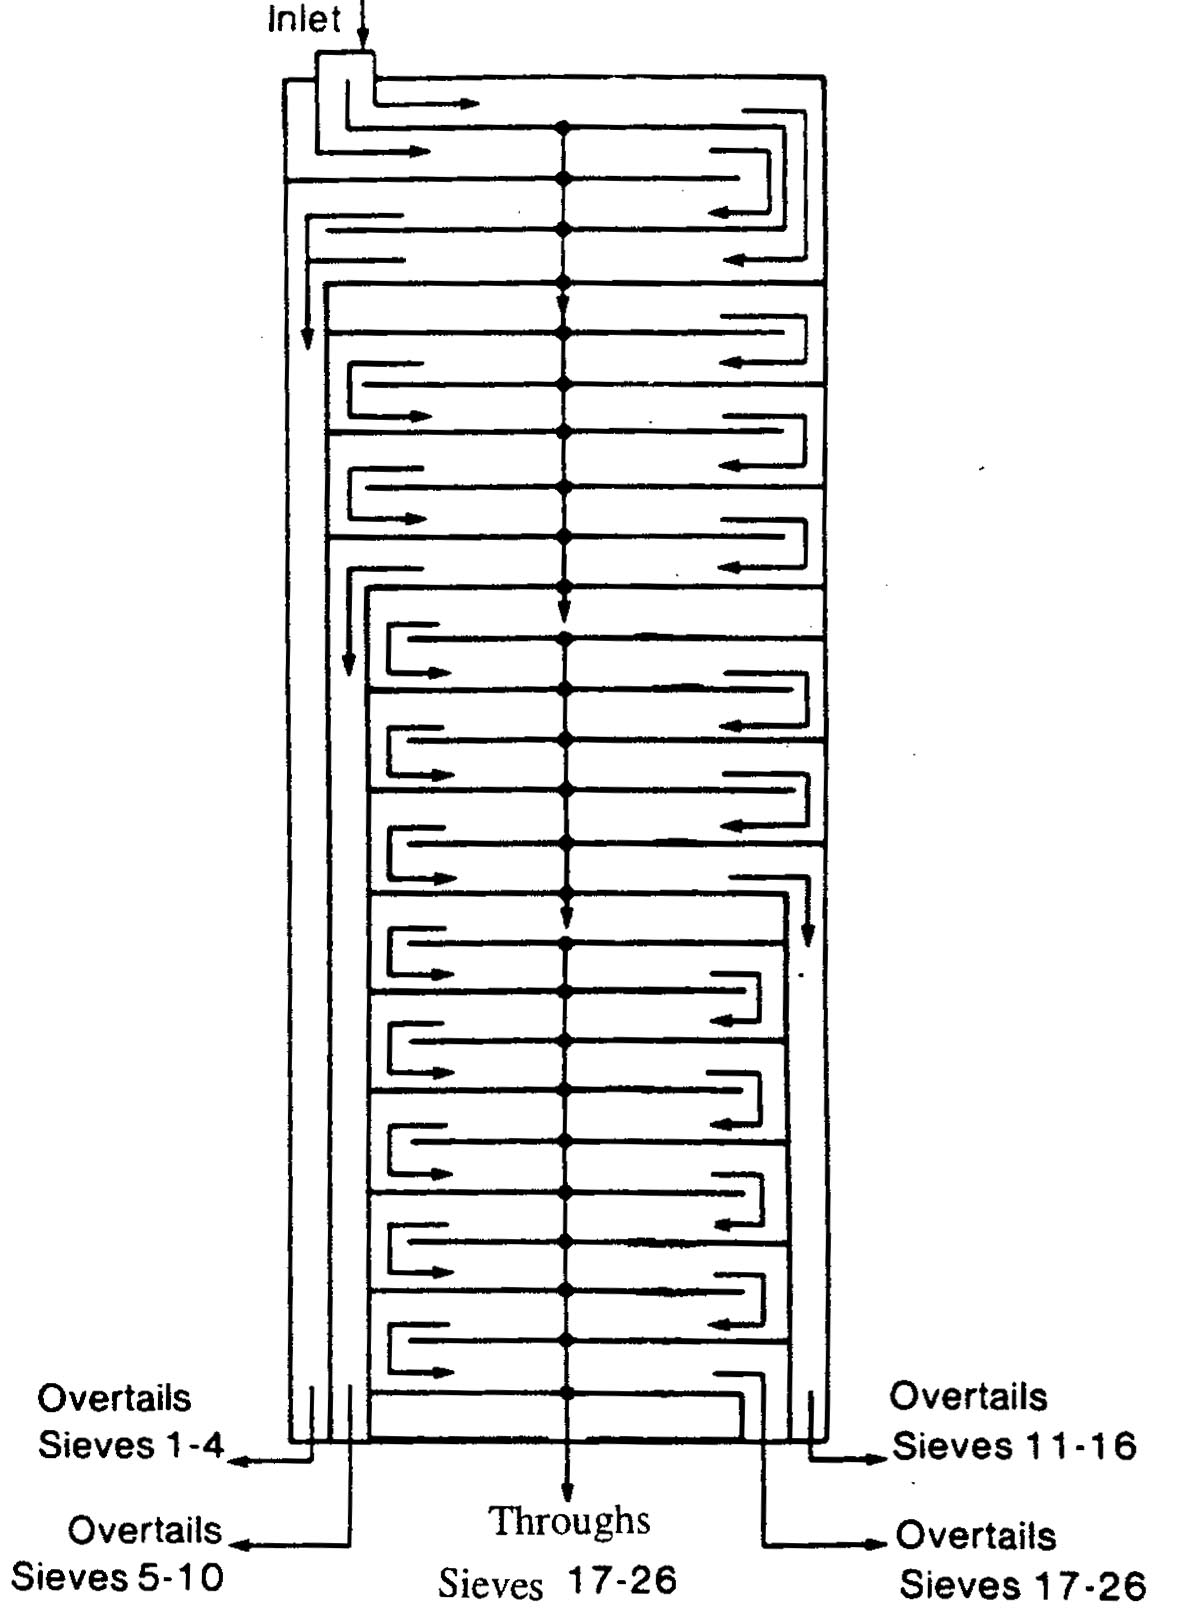 Inlet
Overtails
Sieves 1-4
Overtails
Sieves 5-10
Throughs
Sieves 17-26
Overtails
Sieves 11-16
Overtails
Sieves 17-26